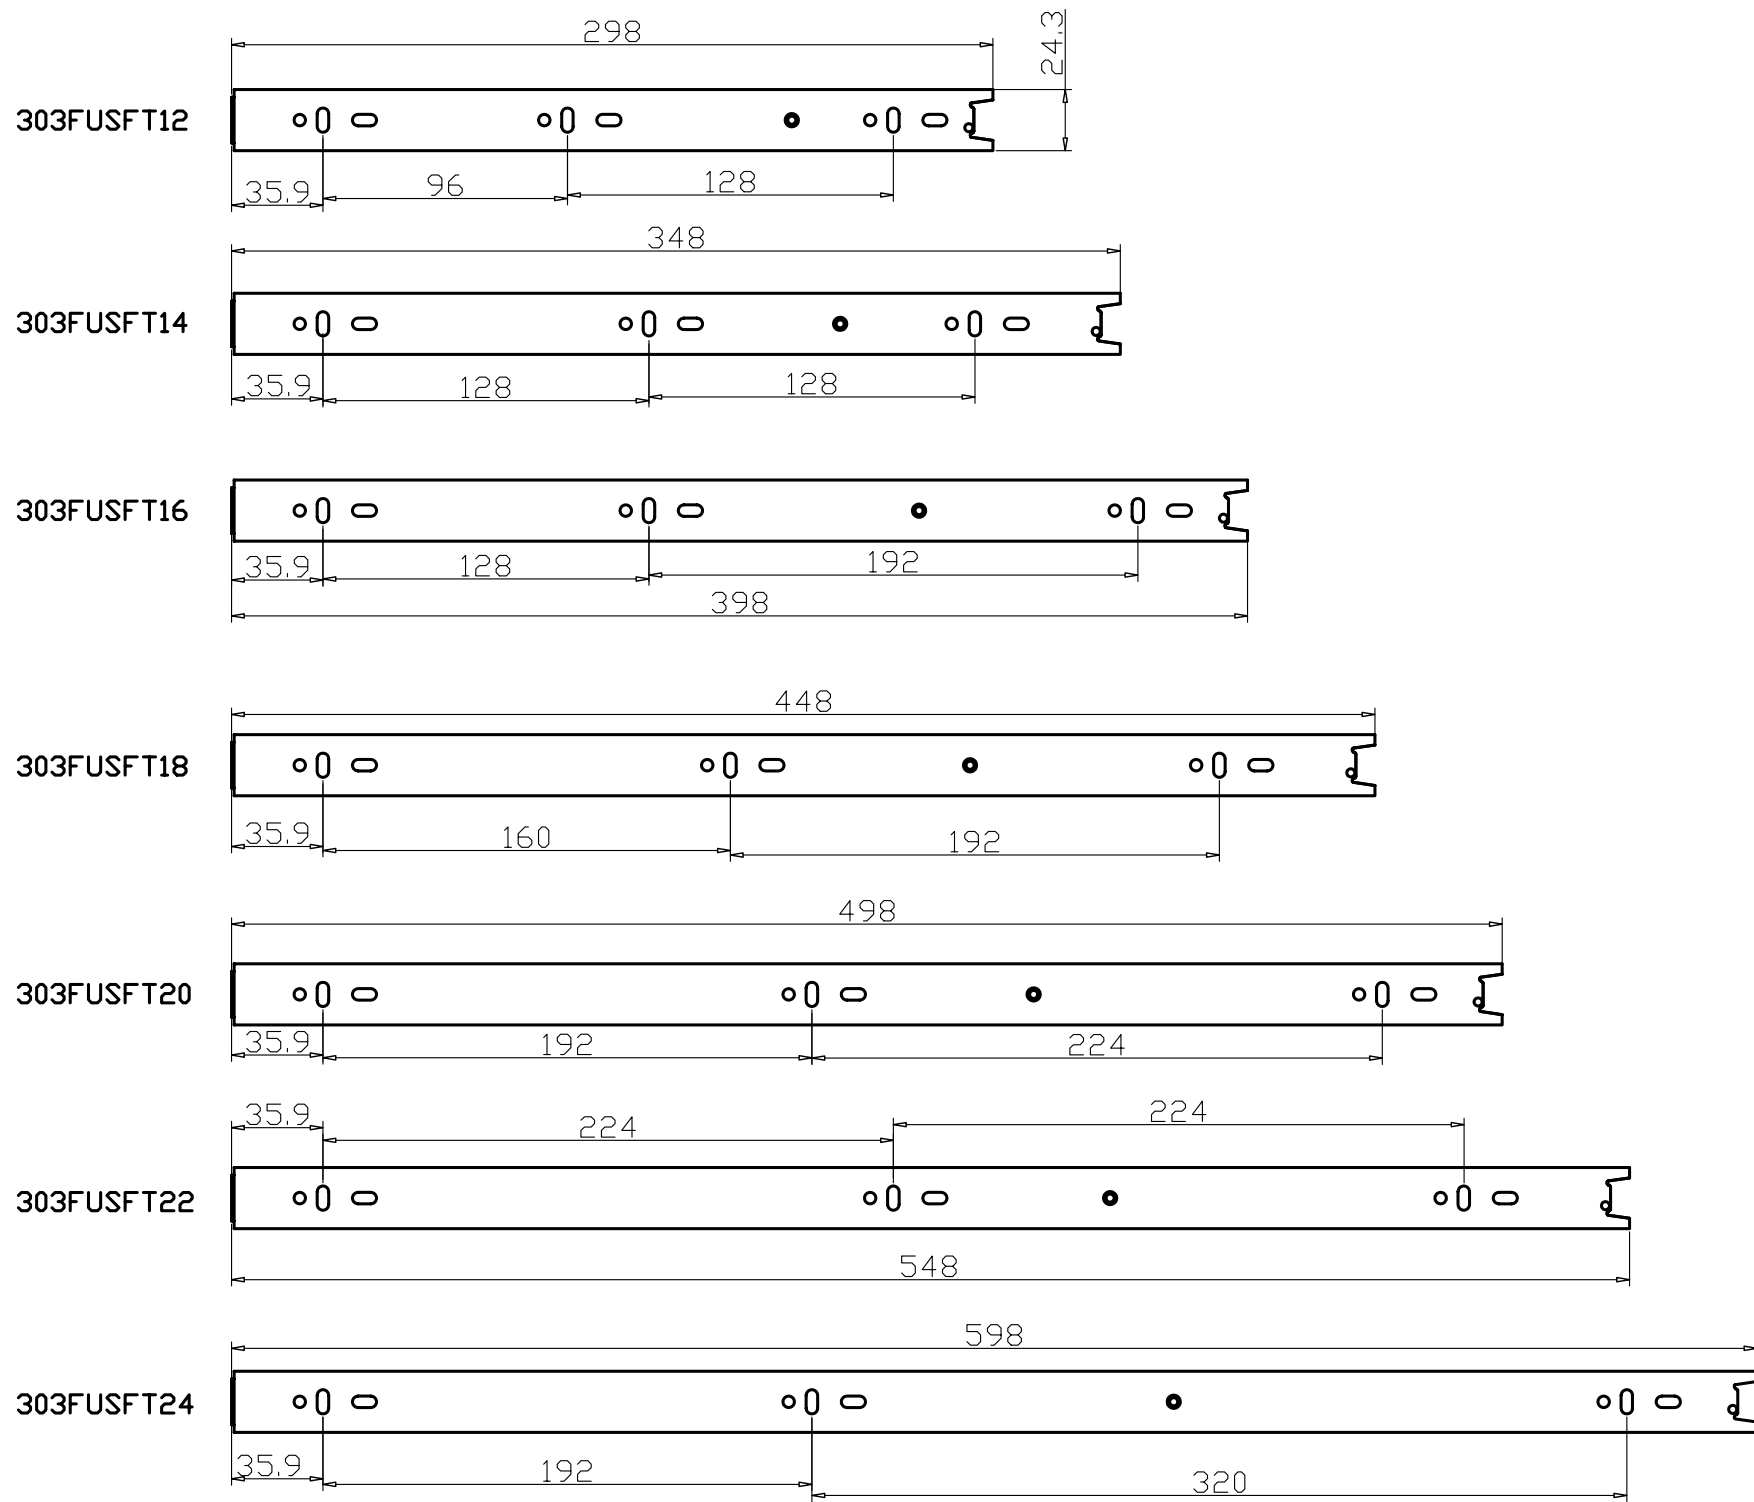 298
24.3
303FUSFT12
35.9 96 128
348
303FUSFT14
35.9 128 128
303FUSFT16
35.9 128 192
398
448
303FUSFT18
35.9 160 192
498
303FUSFT20
35.9 192 224
35.9 224 224
303FUSFT22
548
598
303FUSFT24
35.9 192 320